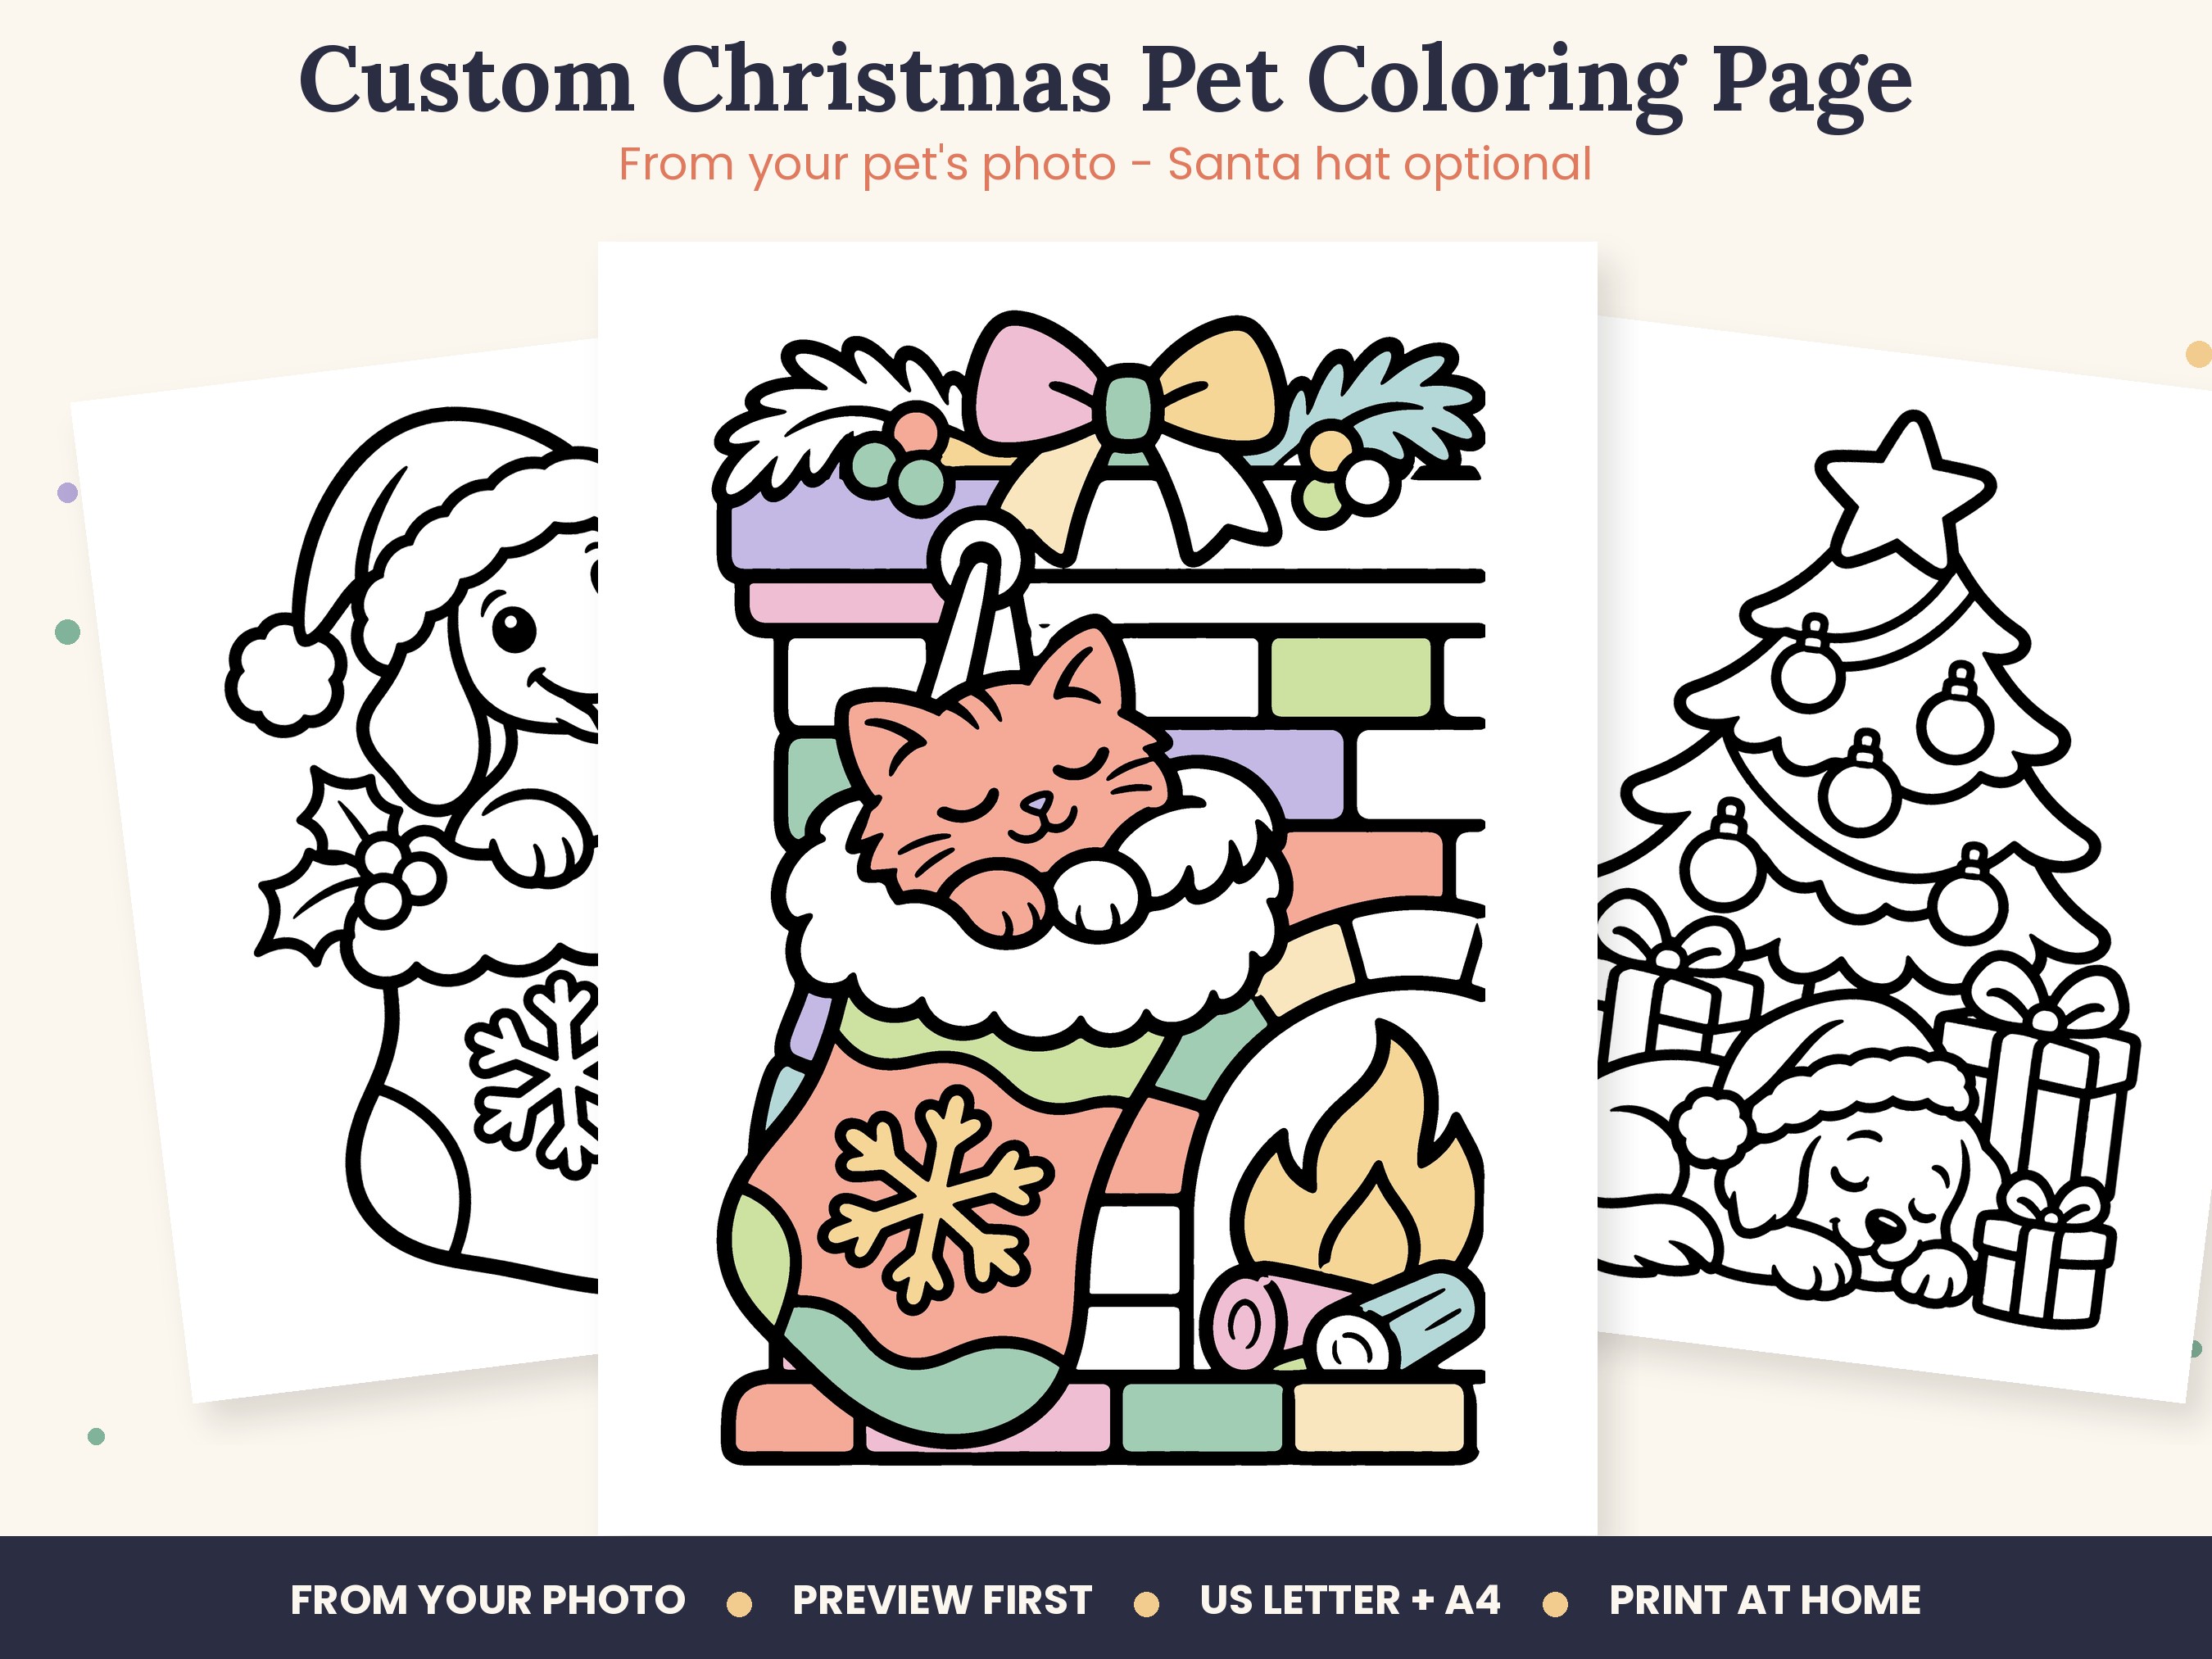 Custom Christmas Pet Coloring Page
From your pet's photo - Santa hat optional
FROM YOUR PHOTO • PREVIEW FIRST • US LETTER + A4 • PRINT AT HOME